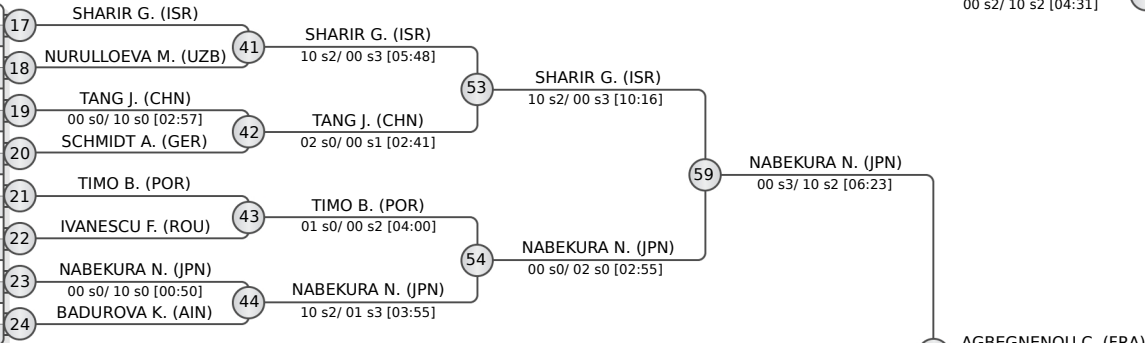 00 s2/ 10 s2 [04:31]
17
SHARIR G. (ISR)
18
NURULLOEVA M. (UZB)
41
SHARIR G. (ISR)
10 s2/ 00 s3 [05:48]
19
TANG J. (CHN)
00 s0/ 10 s0 [02:57]
20
SCHMIDT A. (GER)
42
TANG J. (CHN)
02 s0/ 00 s1 [02:41]
53
SHARIR G. (ISR)
10 s2/ 00 s3 [10:16]
21
TIMO B. (POR)
22
IVANESCU F. (ROU)
43
TIMO B. (POR)
01 s0/ 00 s2 [04:00]
23
NABEKURA N. (JPN)
00 s0/ 10 s0 [00:50]
24
BADUROVA K. (AIN)
44
NABEKURA N. (JPN)
10 s2/ 01 s3 [03:55]
54
NABEKURA N. (JPN)
00 s0/ 02 s0 [02:55]
59
NABEKURA N. (JPN)
00 s3/ 10 s2 [06:23]
AGBEGNENOU C. (FRA)